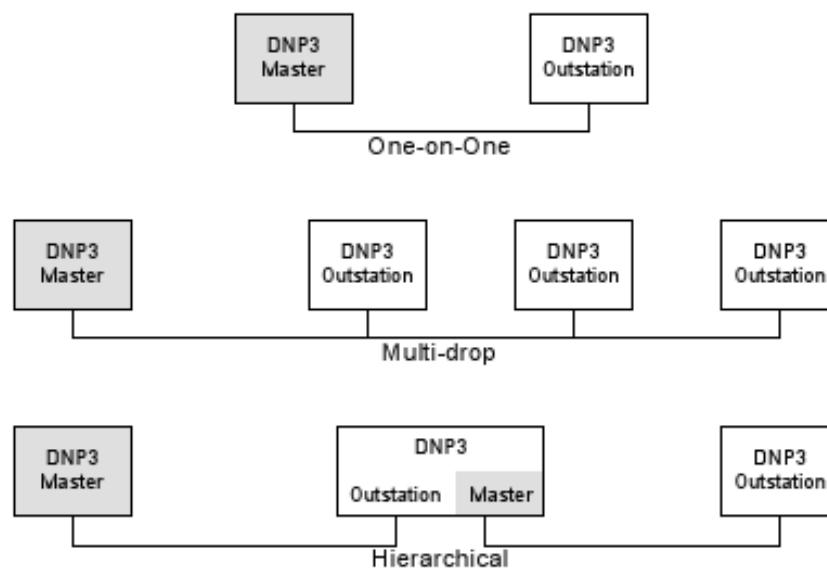 DNP3
Master
DNP3
Outstation
One-on-One
DNP3
Master
DNP3
Outstation
DNP3
Outstation
DNP3
Outstation
Multi-drop
DNP3
Master
DNP3
Outstation
Master
DNP3
Outstation
Hierarchical